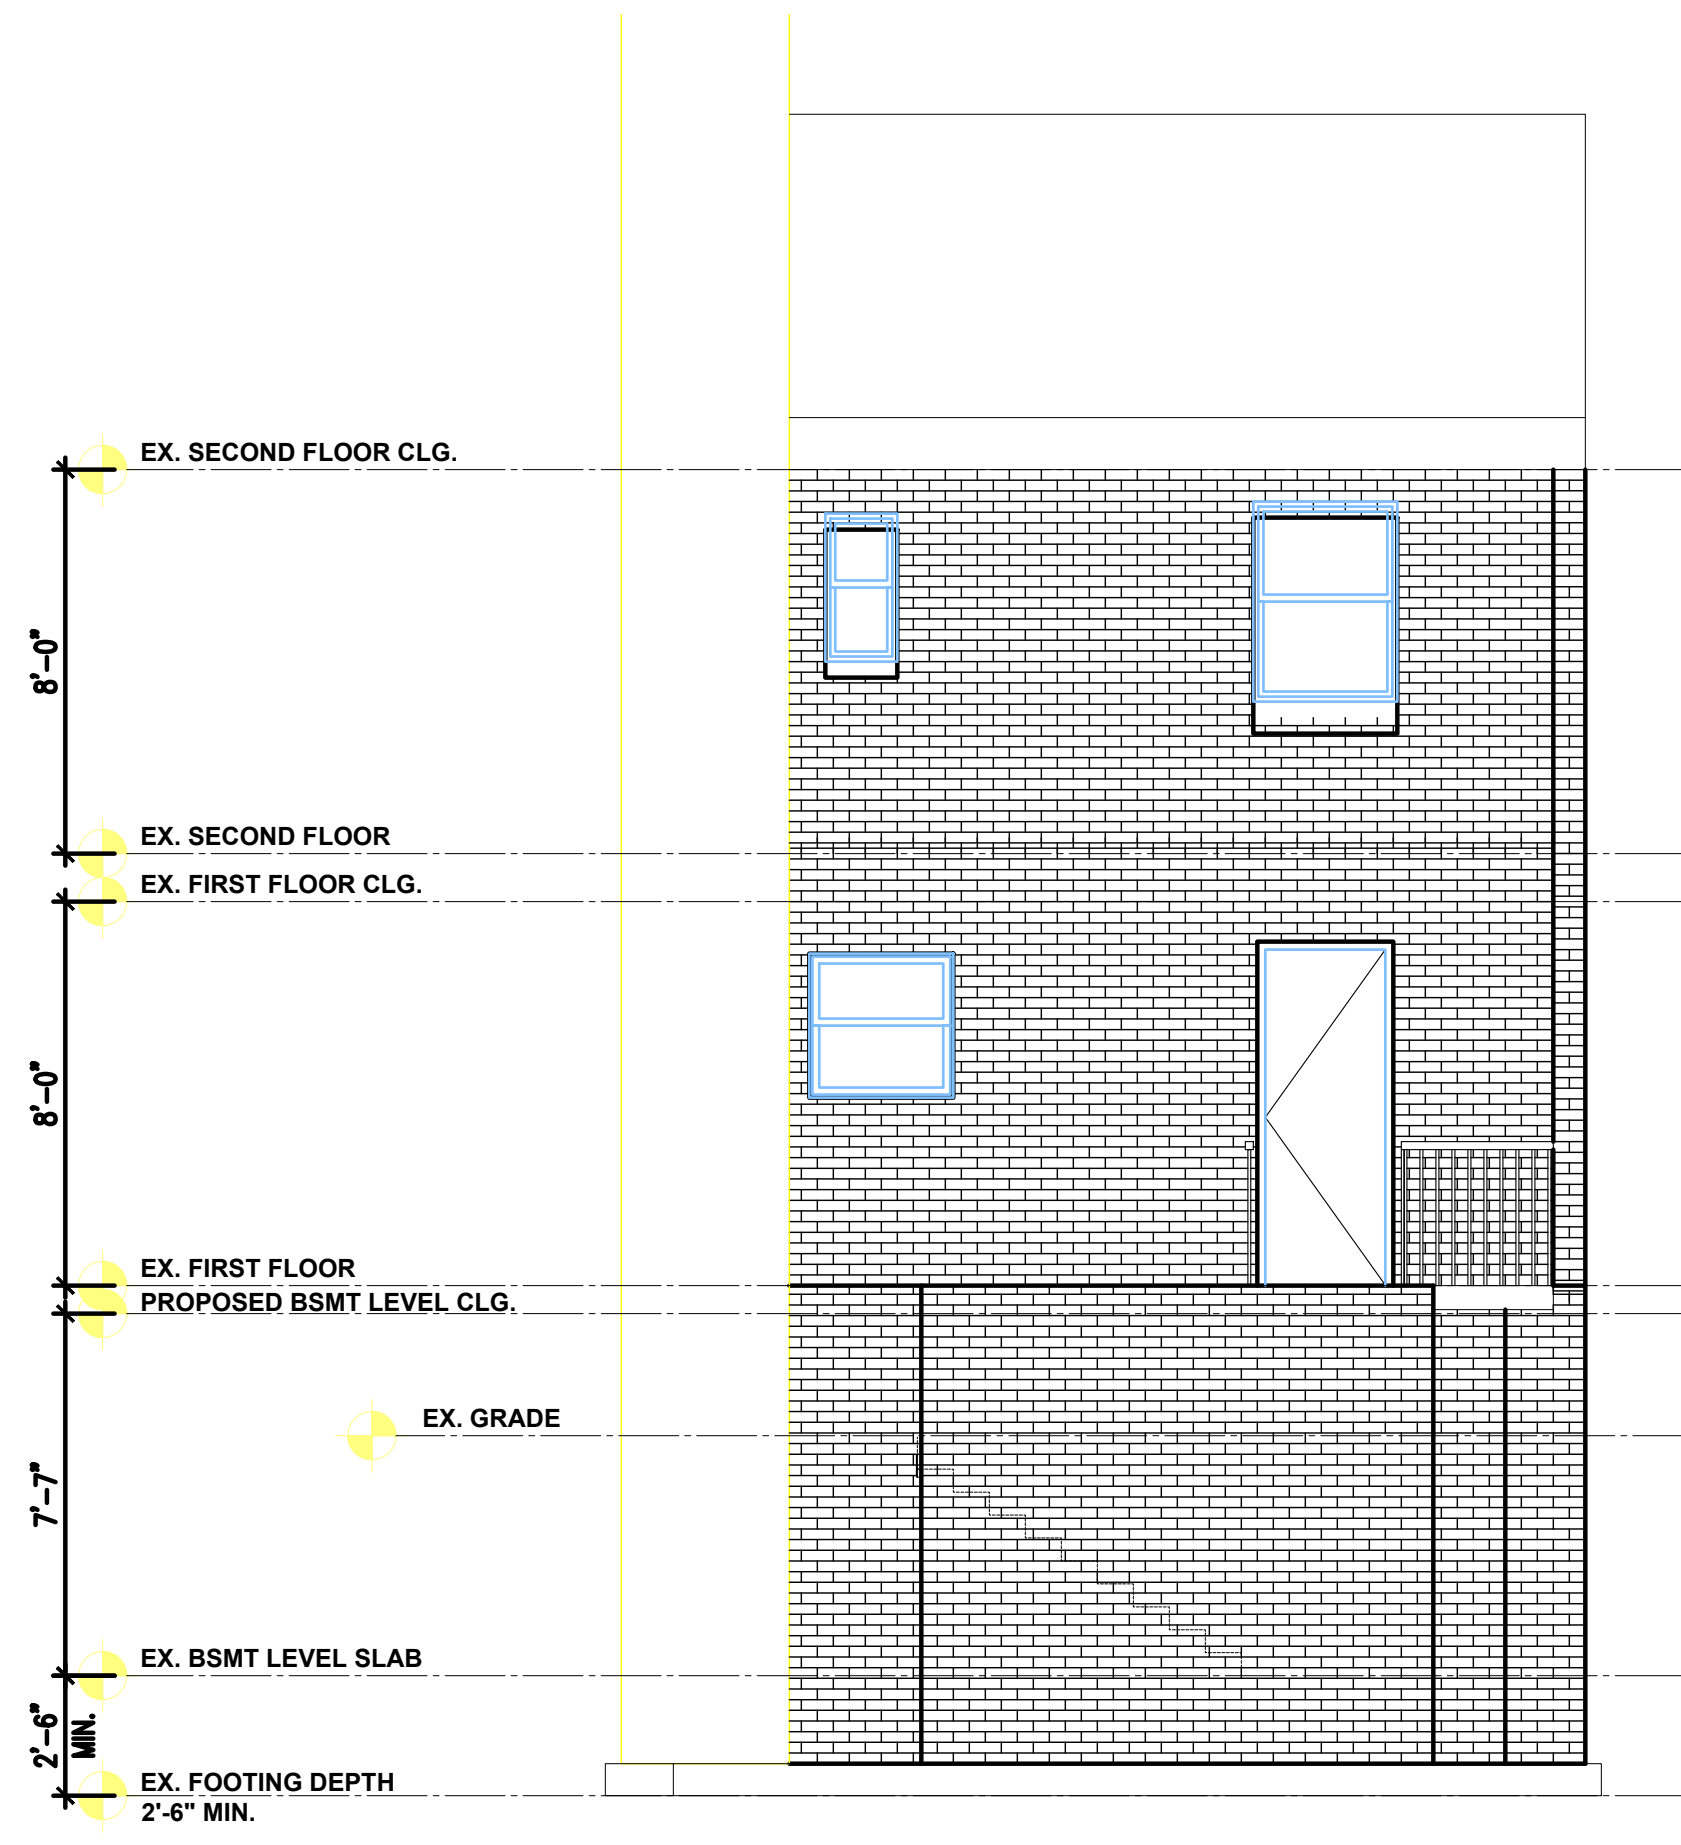 EX. SECOND FLOOR CLG.
8'-0"
EX. SECOND FLOOR
EX. FIRST FLOOR CLG.
8'-0"
EX. FIRST FLOOR
PROPOSED BSMT LEVEL CLG.
EX. GRADE
7'-7"
EX. BSMT LEVEL SLAB
2'-6"
MIN.
EX. FOOTING DEPTH
2'-6" MIN.